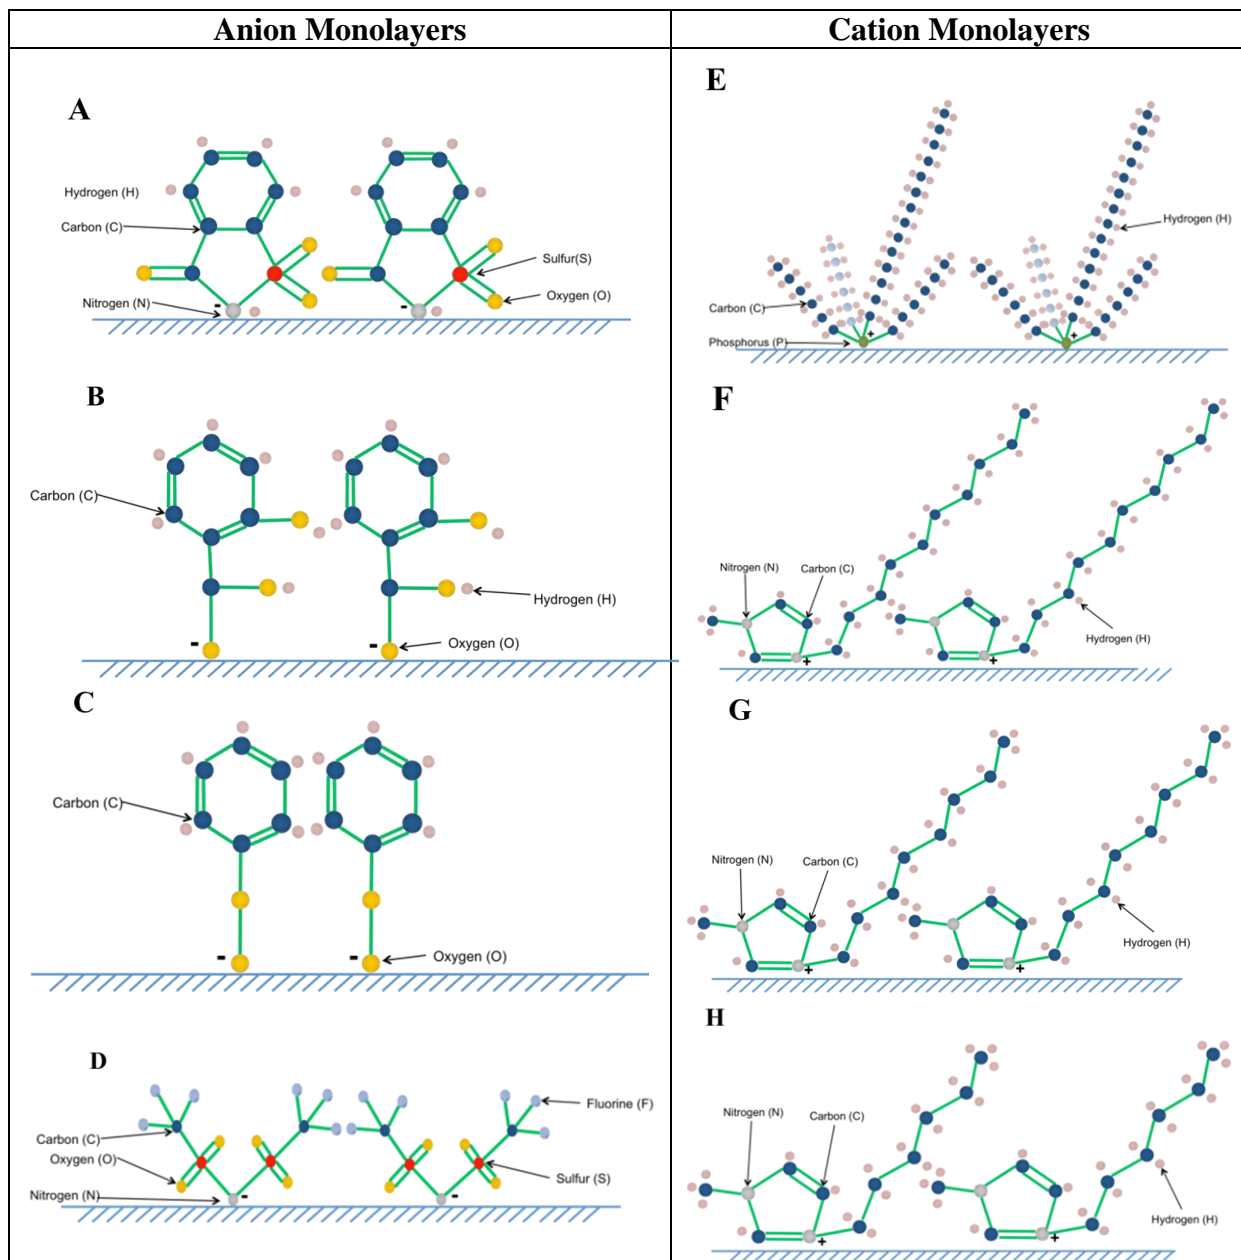 Anion Monolayers
Cation Monolayers
A
Hydrogen (H)
Carbon (C)
Nitrogen (N)
-
-
Sulfur(S)
Oxygen (O)
B
Carbon (C)
Hydrogen (H)
Oxygen (O)
-
-
C
Carbon (C)
Oxygen (O)
-
-
D
Fluorine (F)
Carbon (C)
Oxygen (O)
Sulfur (S)
Nitrogen (N)
-
-
E
Hydrogen (H)
Carbon (C)
Phosphorus (P)
+
+
F
Nitrogen (N)
Carbon (C)
Hydrogen (H)
+
+
G
Nitrogen (N)
Carbon (C)
Hydrogen (H)
+
+
H
Nitrogen (N)
Carbon (C)
Hydrogen (H)
+
+